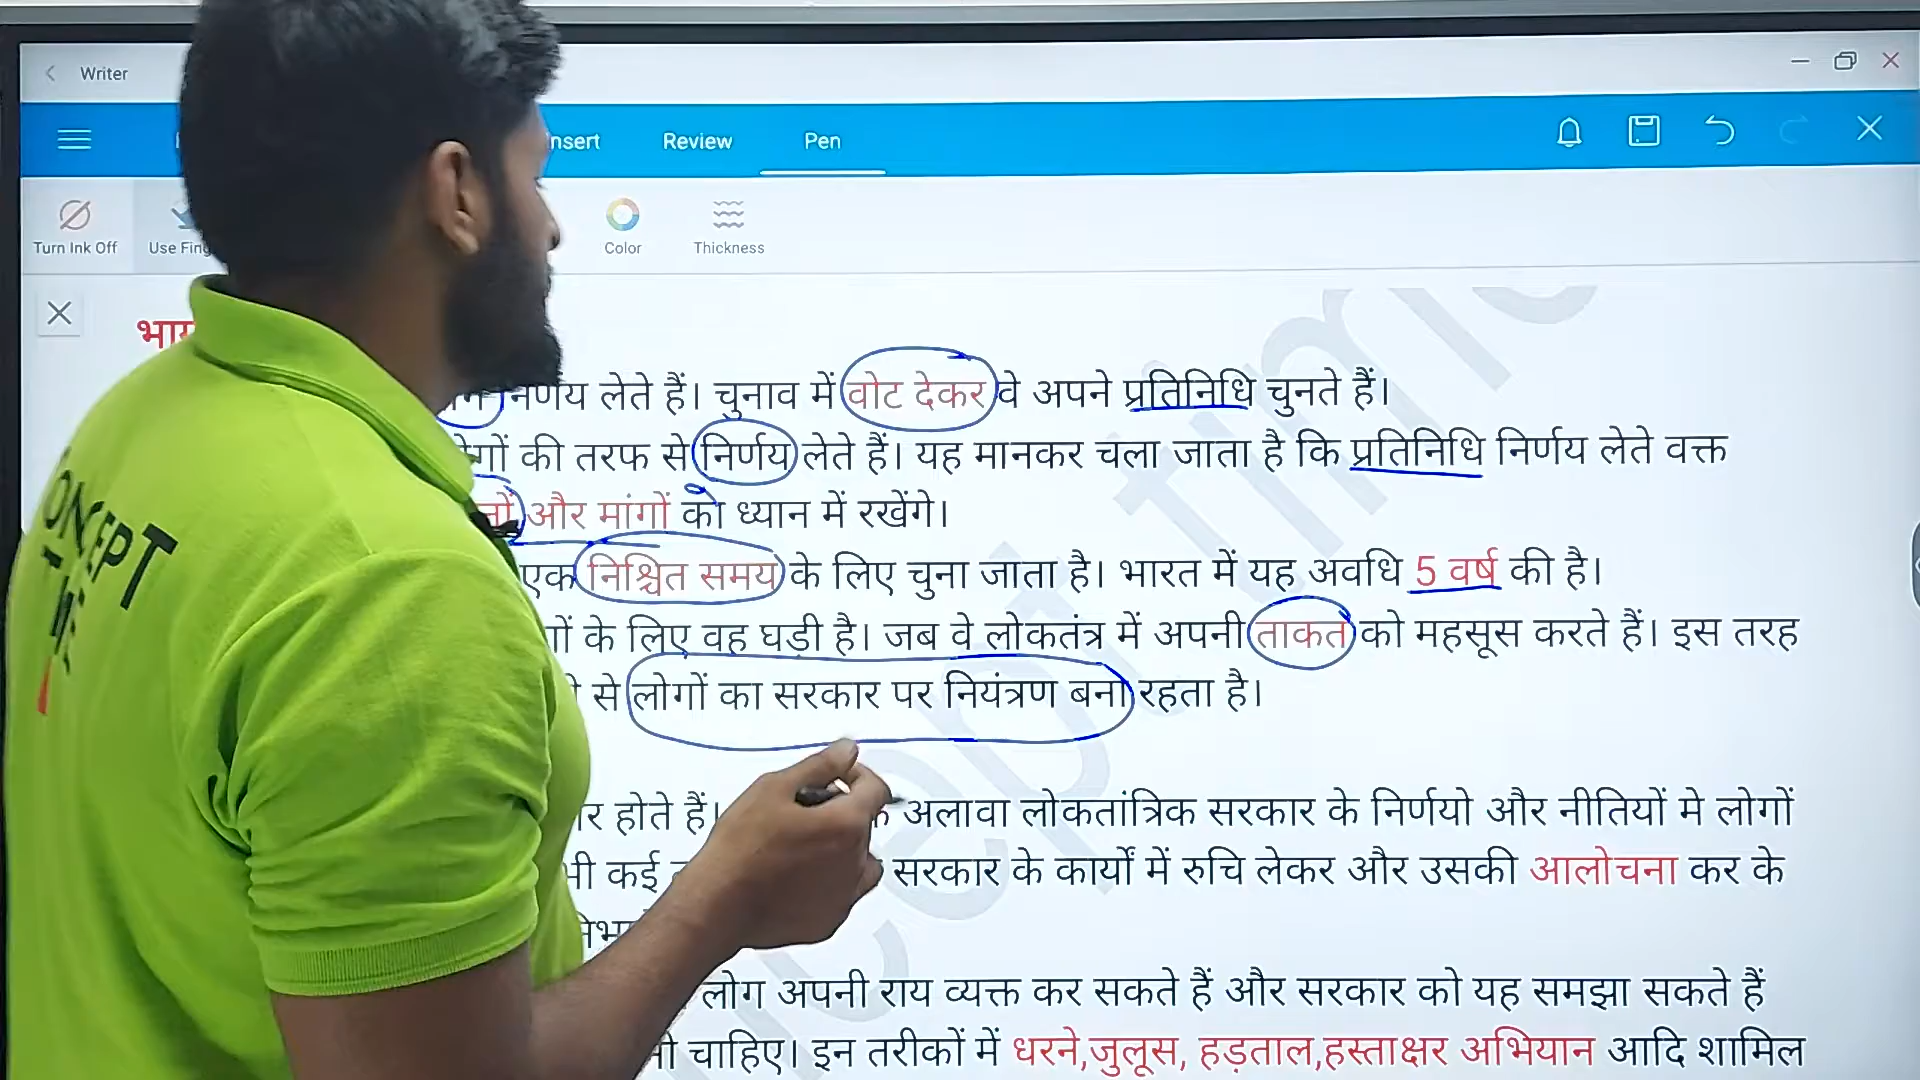 Writer
Insert Review Pen
Turn Ink Off Color Thickness
निर्णय लेते हैं। चुनाव में वोट देकर वे अपने प्रतिनिधि चुनते हैं।
की तरफ से निर्णय लेते हैं। यह मानकर चला जाता है कि प्रतिनिधि निर्णय लेते वक्त
और मांगों को ध्यान में रखेंगे।
एक निश्चित समय के लिए चुना जाता है। भारत में यह अवधि 5 वर्ष की है।
के लिए वह घड़ी है। जब वे लोकतंत्र में अपनी ताकत को महसूस करते हैं। इस तरह
से लोगों का सरकार पर नियंत्रण बना रहता है।
होते हैं। अलावा लोकतांत्रिक सरकार के निर्णयो और नीतियों मे लोगों
कई सरकार के कार्यों में रुचि लेकर और उसकी आलोचना कर के
लोग अपनी राय व्यक्त कर सकते हैं और सरकार को यह समझा सकते हैं
चाहिए। इन तरीकों में धरने,जुलूस, हड़ताल,हस्ताक्षर अभियान आदि शामिल